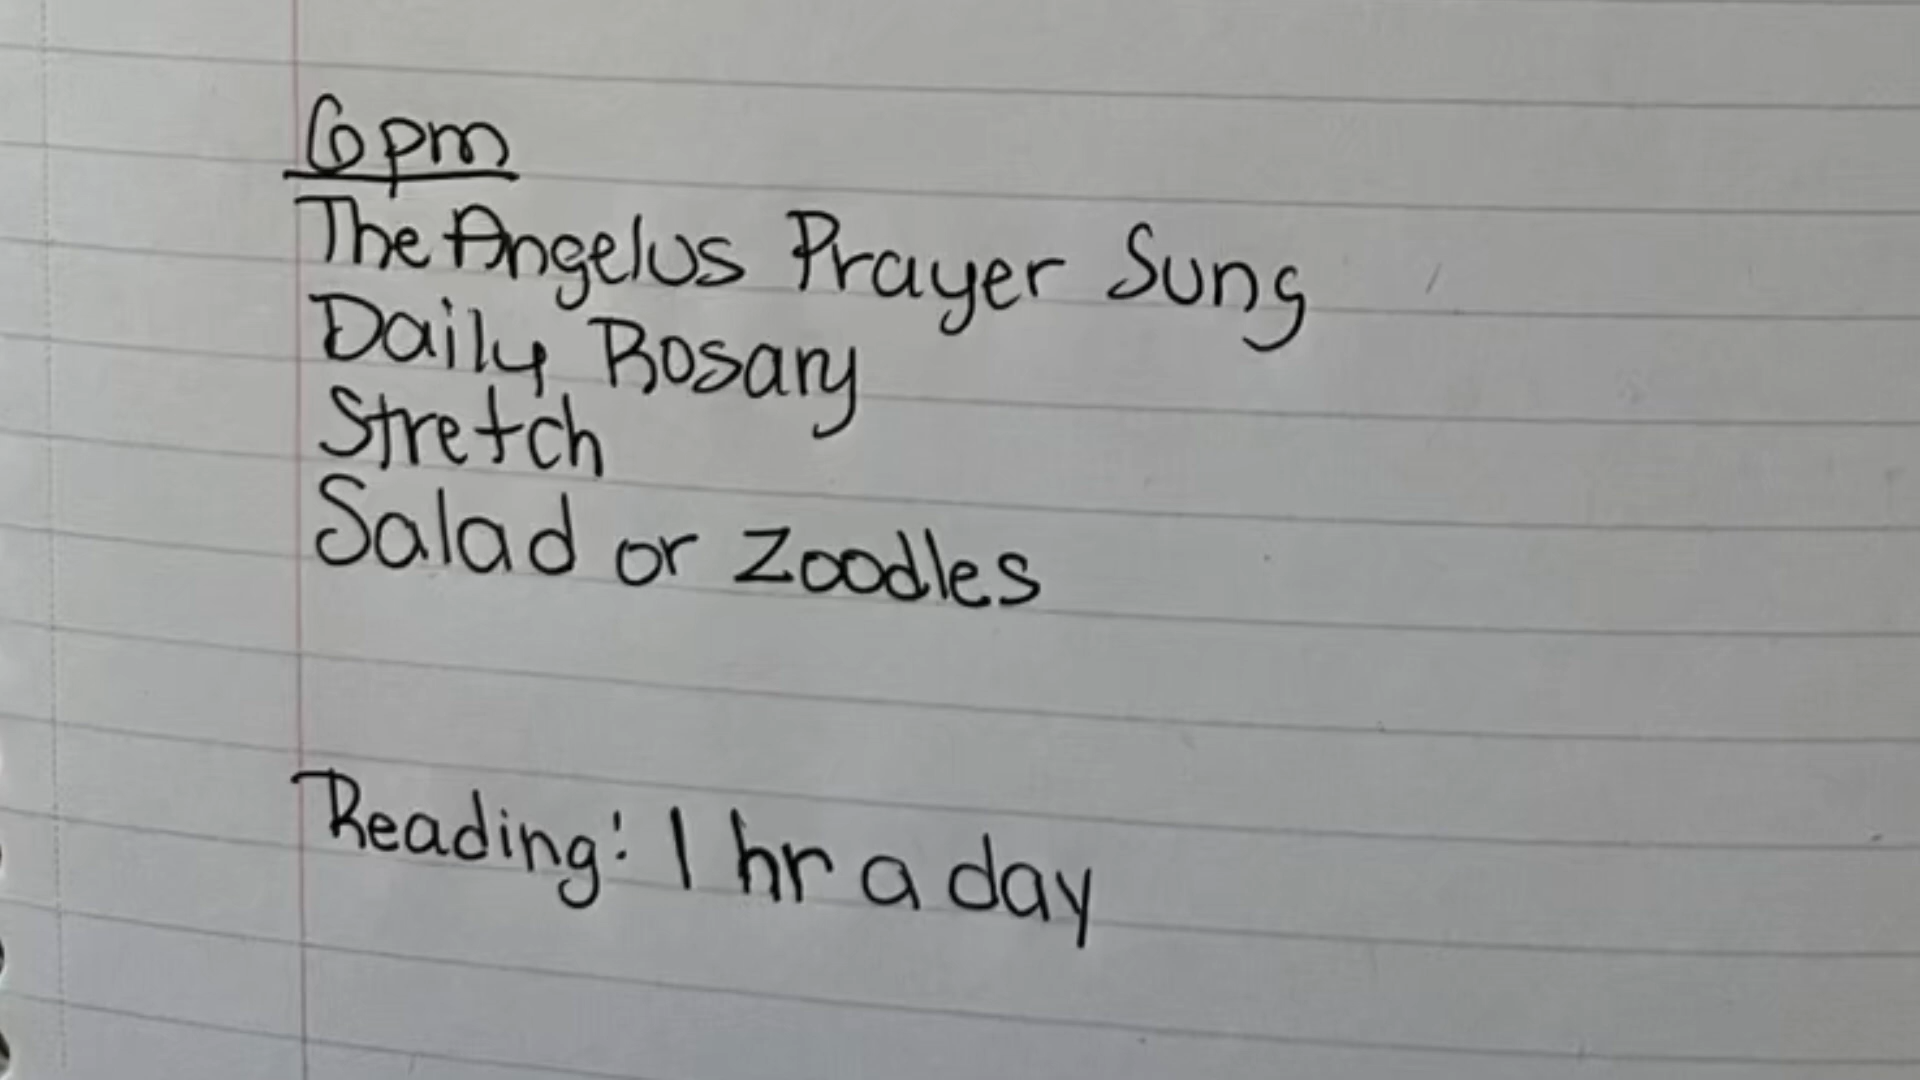 6pm
The Angelus Prayer Sung
Daily Rosary
Stretch
Salad or Zoodles
Reading: 1 hr a day